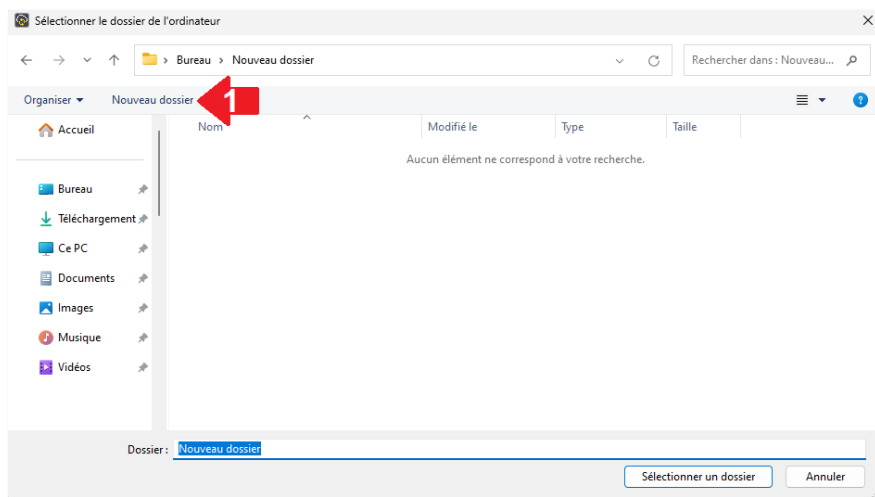 Sélectionner le dossier de l'ordinateur
Bureau > Nouveau dossier
Rechercher dans : Nouveau...
Organiser
Nouveau dossier
1
Nom
Modifié le
Type
Taille
Aucun élément ne correspond à votre recherche.
Accueil
Bureau
Téléchargement
Ce PC
Documents
Images
Musique
Vidéos
Dossier : Nouveau dossier
Sélectionner un dossier
Annuler